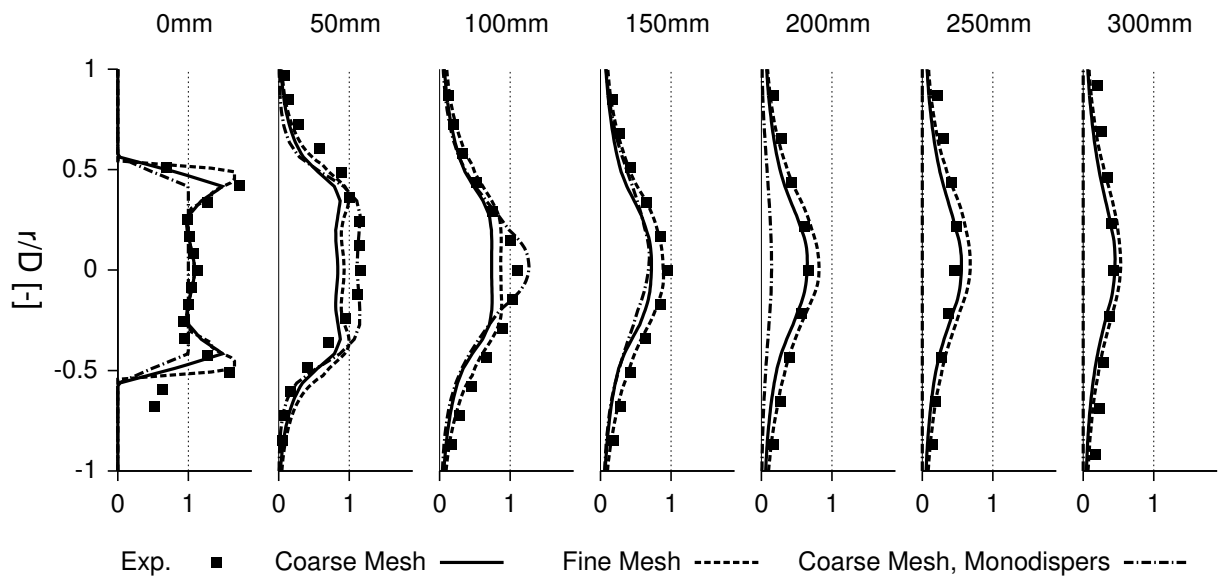 0mm 50mm 100mm 150mm 200mm 250mm 300mm
1
0.5
0
-0.5
-1
r/D [-]
0 1 0 1 0 1 0 1 0 1 0 1 0 1
Exp. Coarse Mesh Fine Mesh Coarse Mesh, Monodispers